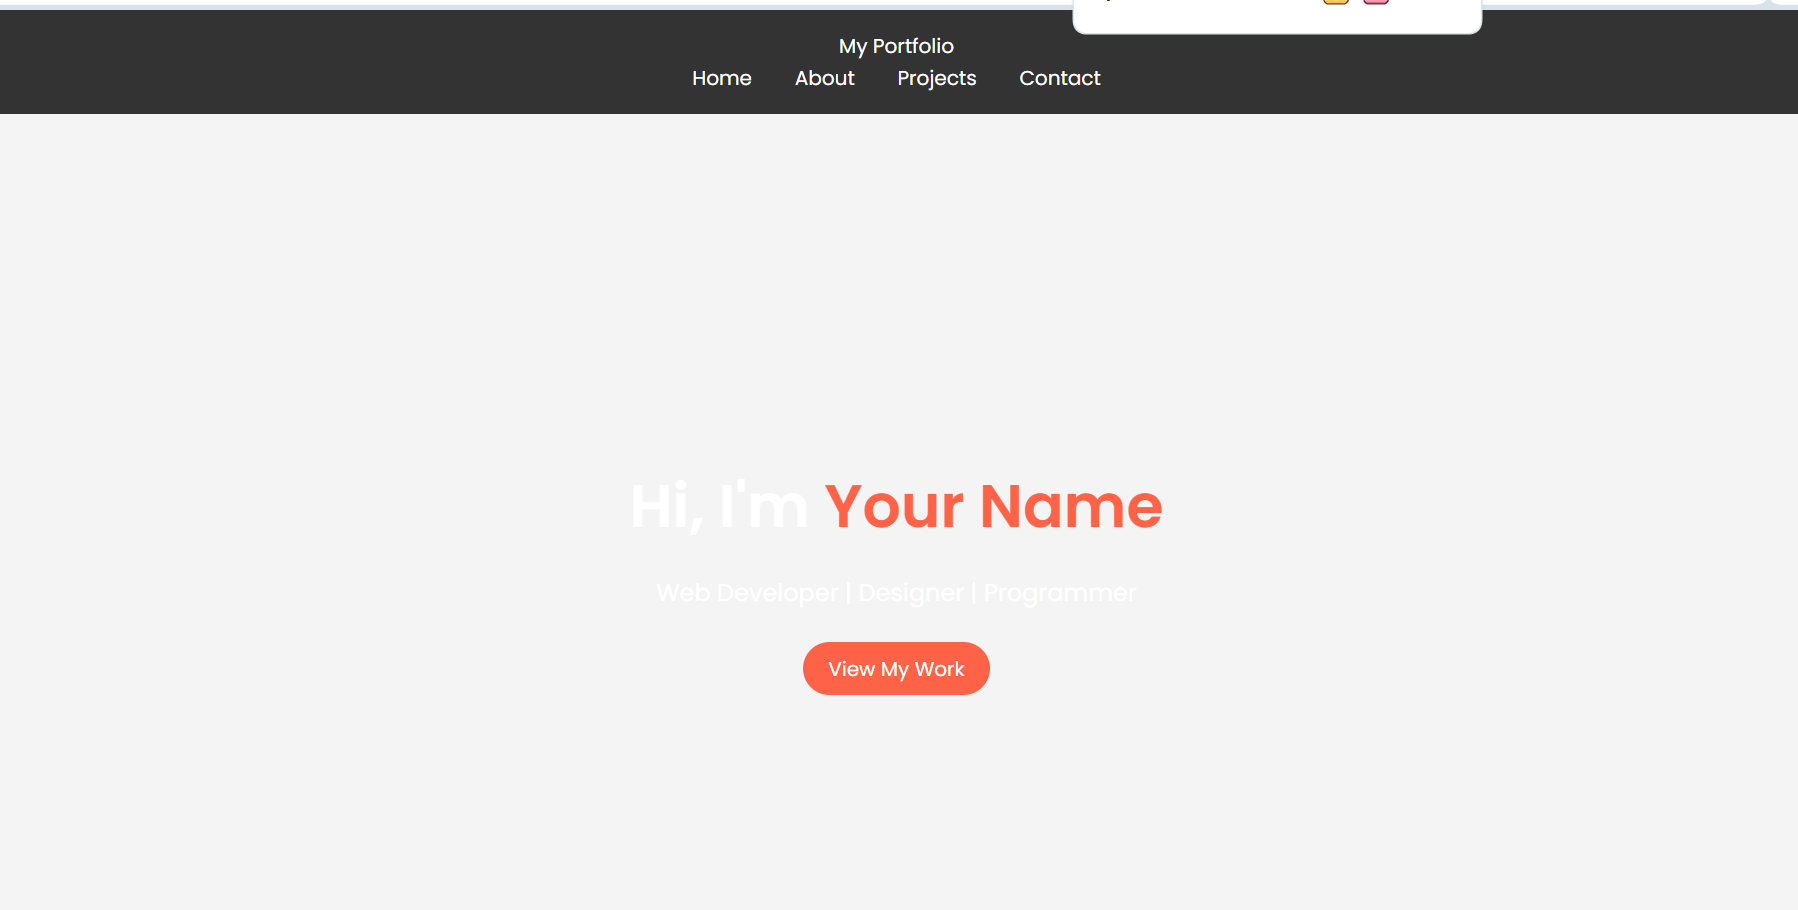 My Portfolio
Home About Projects Contact
Hi, I'm Your Name
Web Developer | Designer | Programmer
View My Work